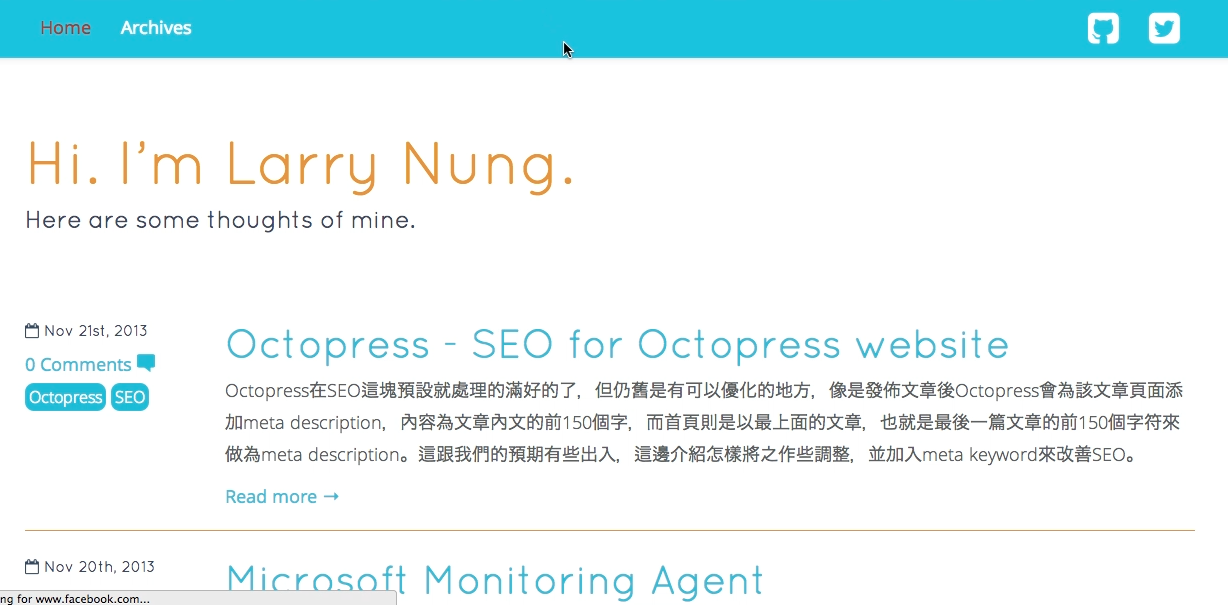 Home Archives
Hi. I'm Larry Nung.
Here are some thoughts of mine.
Nov 21st, 2013
0 Comments
Octopress SEO
Octopress - SEO for Octopress website
Octopress在SEO這塊預設就處理的滿好的了，但仍舊是有可以優化的地方，像是發佈文章後Octopress會為該文章頁面添
加meta description，內容為文章內文的前150個字，而首頁則是以最上面的文章，也就是最後一篇文章的前150個字符來
做為meta description。這跟我們的預期有些出入，這邊介紹怎樣將之作些調整，並加入meta keyword來改善SEO。
Read more →
Nov 20th, 2013
Microsoft Monitoring Agent
ng for www.facebook.com...